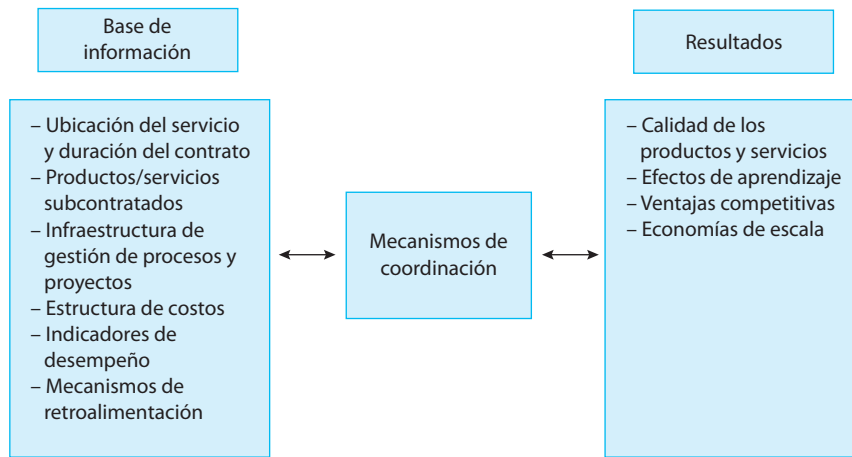 Base de
información
– Ubicación del servicio
y duración del contrato
– Productos/servicios
subcontratados
– Infraestructura de
gestión de procesos y
proyectos
– Estructura de costos
– Indicadores de
desempeño
– Mecanismos de
retroalimentación
Mecanismos de
coordinación
Resultados
– Calidad de los
productos y servicios
– Efectos de aprendizaje
– Ventajas competitivas
– Economías de escala